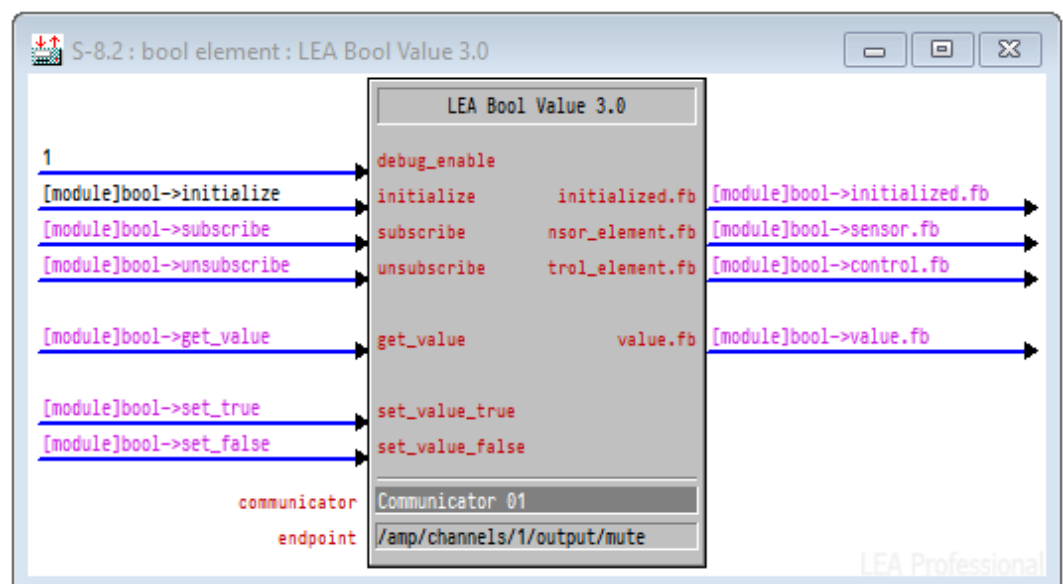 S-8.2 : bool element : LEA Bool Value 3.0
LEA Bool Value 3.0
1
debug_enable
[module]bool->initialize initialize initialized.fb [module]bool->initialized.fb
[module]bool->subscribe subscribe nsor_element.fb [module]bool->sensor.fb
[module]bool->unsubscribe unsubscribe trol_element.fb [module]bool->control.fb
[module]bool->get_value get_value value.fb [module]bool->value.fb
[module]bool->set_true set_value_true
[module]bool->set_false set_value_false
communicator Communicator 01
endpoint /amp/channels/1/output/mute
LEA Professional